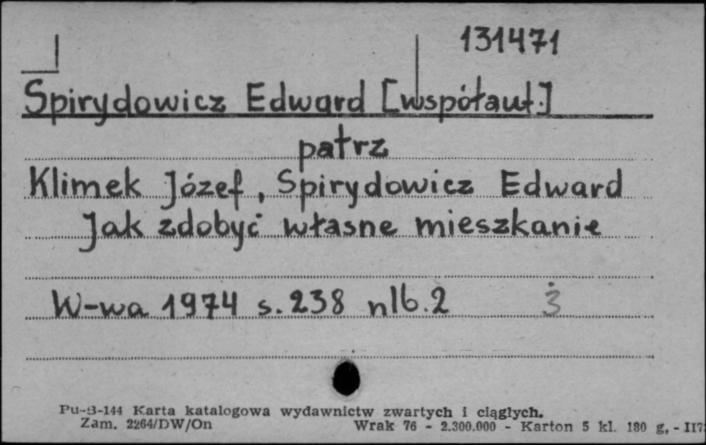 131471
Spirydowicz Edward [współaut.]
patrz
Klimek Józef, Spirydowicz Edward
Jak zdobyć własne mieszkanie
W-wa 1974 s. 238 nlb. 2 ż
Pu-B-144 Karta katalogowa wydawnictw zwartych i ciągłych.
Zam. 2264/DW/On Wrak 76 - 2.300.000 - Karton 5 kl. 180 g. -